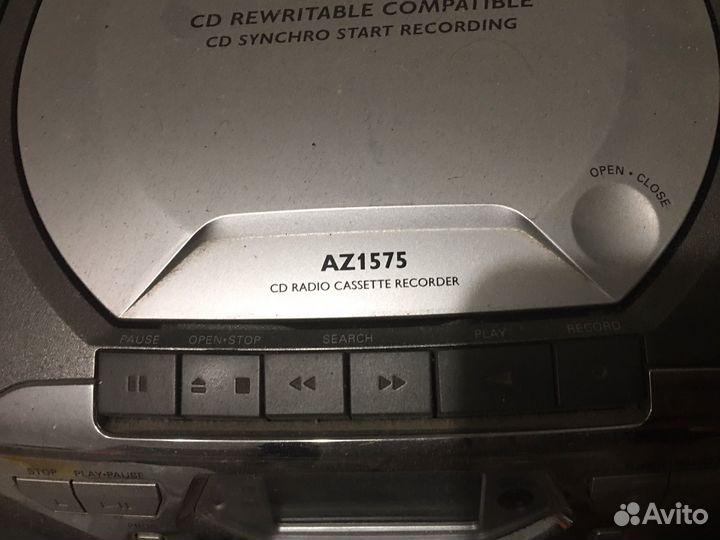 CD REWRITABLE COMPATIBLE
CD SYNCHRO START RECORDING
OPEN • CLOSE
AZ1575
CD RADIO CASSETTE RECORDER
PAUSE OPEN•STOP SEARCH PLAY RECORD
STOP PLAY•PAUSE
Avito